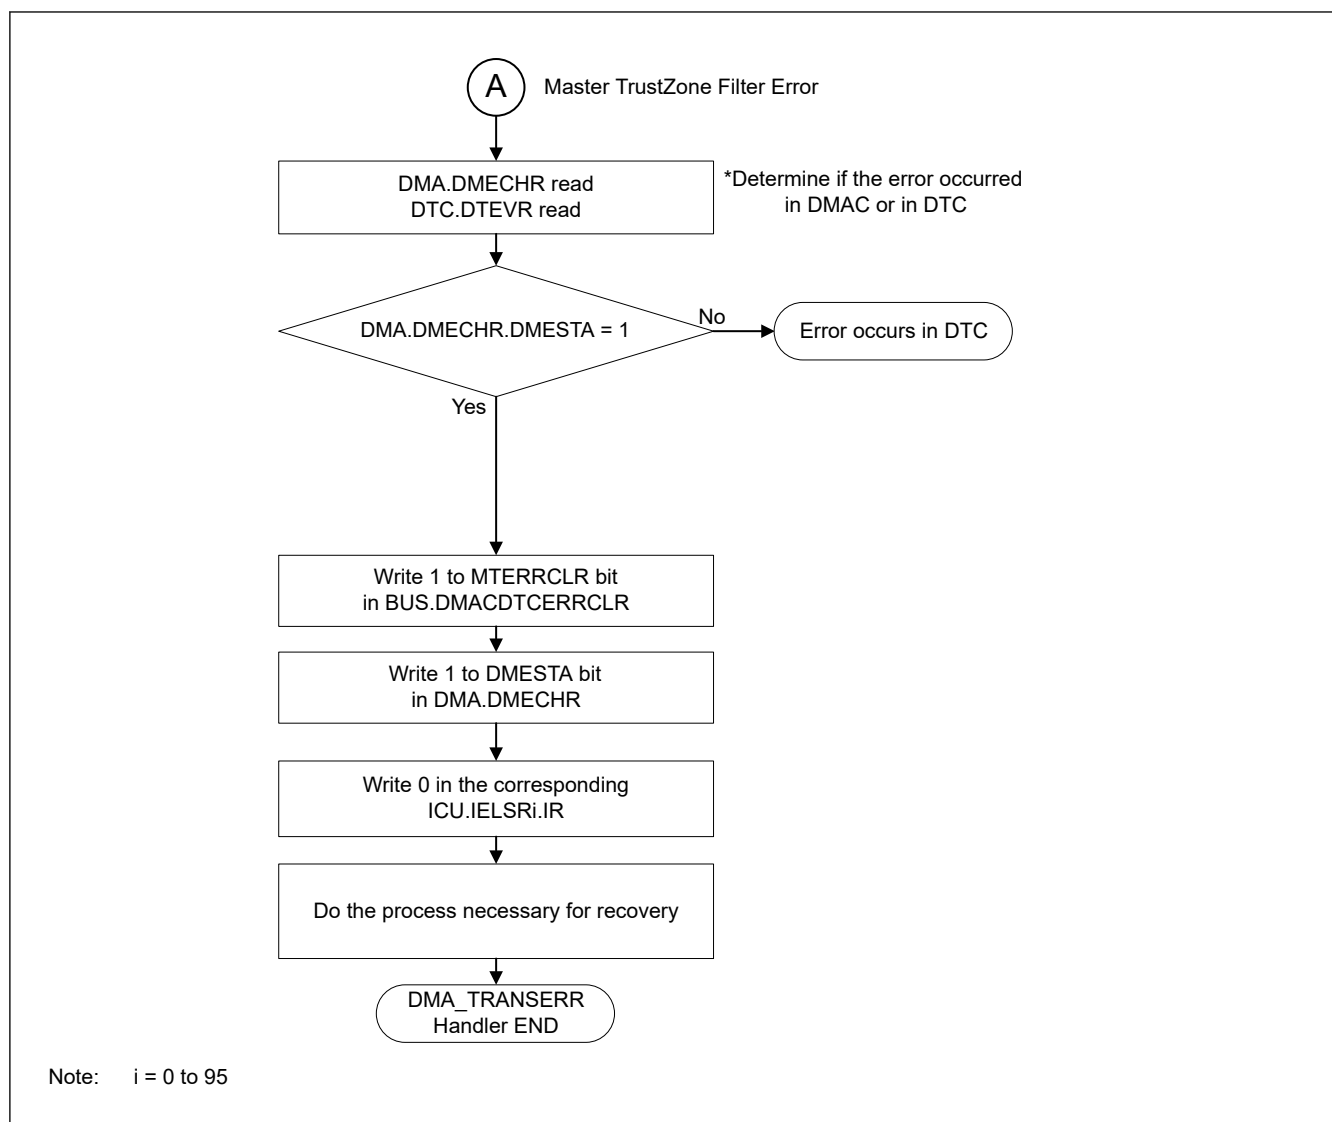 A
Master TrustZone Filter Error
DMA.DMECHR read
DTC.DTEVR read
*Determine if the error occurred
in DMAC or in DTC
DMA.DMECHR.DMESTA = 1
No
Error occurs in DTC
Yes
Write 1 to MTERRCLR bit
in BUS.DMACDTCERRCLR
Write 1 to DMESTA bit
in DMA.DMECHR
Write 0 in the corresponding
ICU.IELSRi.IR
Do the process necessary for recovery
DMA_TRANSERR
Handler END
Note: i = 0 to 95